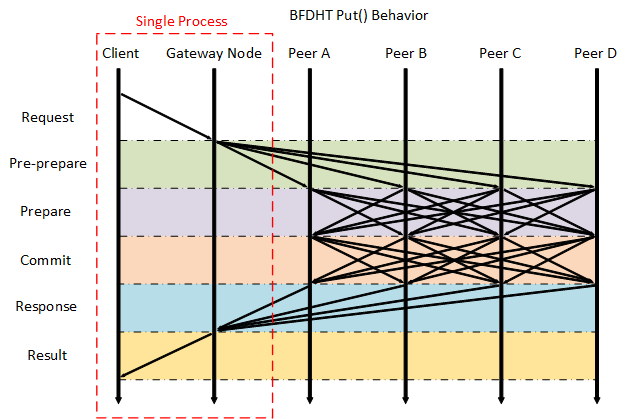 BFDHT Put() Behavior
Single Process
Client
Gateway Node
Peer A
Peer B
Peer C
Peer D
Request
Pre-prepare
Prepare
Commit
Response
Result